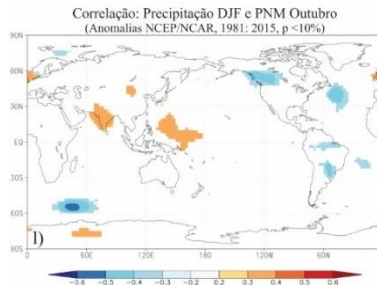 Correlação: Precipitação DJF e PNM Outubro
(Anomalias NCEP/NCAR, 1981: 2015, p <10%)
90N
60N
30N
EQ
30S
60S
90S
l)
0
60E
120E
180
120W
60W
-0.6 -0.5 -0.4 -0.3 -0.2 0.2 0.3 0.4 0.5 0.6